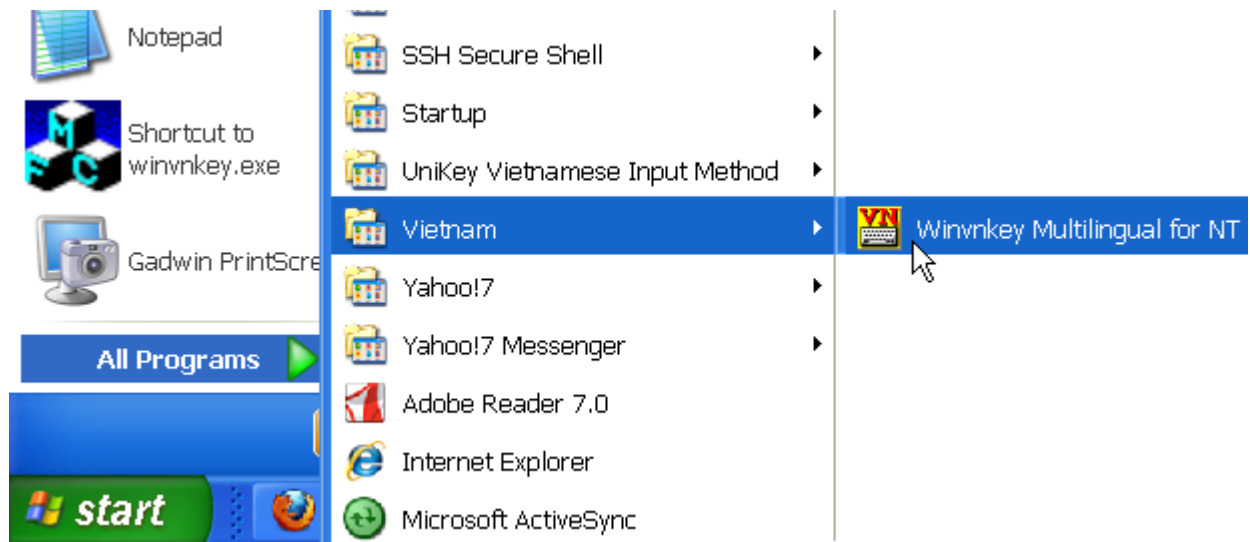 Notepad
Shortcut to
winvnkey.exe
Gadwin PrintScre
All Programs
start
SSH Secure Shell
Startup
UniKey Vietnamese Input Method
Vietnam
Yahoo!7
Yahoo!7 Messenger
Adobe Reader 7.0
Internet Explorer
Microsoft ActiveSync
Winvnkey Multilingual for NT
M
F C
VN